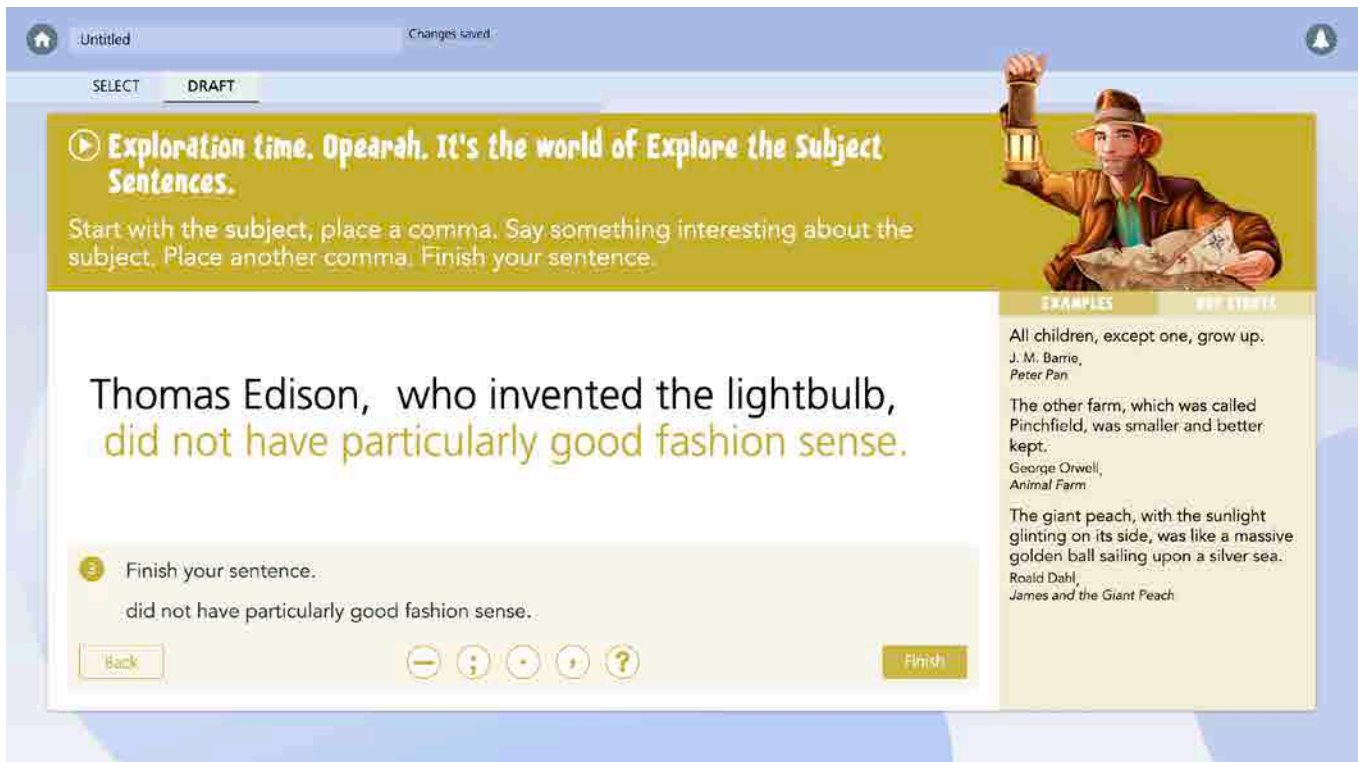 Untitled
Changes saved
SELECT
DRAFT
Exploration time. Opearah. It's the world of Explore the Subject
Sentences.
Start with the subject, place a comma. Say something interesting about the
subject. Place another comma. Finish your sentence.
Thomas Edison, who invented the lightbulb,
did not have particularly good fashion sense.
3
Finish your sentence.
did not have particularly good fashion sense.
Back
— ; . , ?
Finish
EXAMPLES
All children, except one, grow up.
J. M. Barrie,
Peter Pan
The other farm, which was called
Pinchfield, was smaller and better
kept.
George Orwell,
Animal Farm
The giant peach, with the sunlight
glinting on its side, was like a massive
golden ball sailing upon a silver sea.
Roald Dahl,
James and the Giant Peach